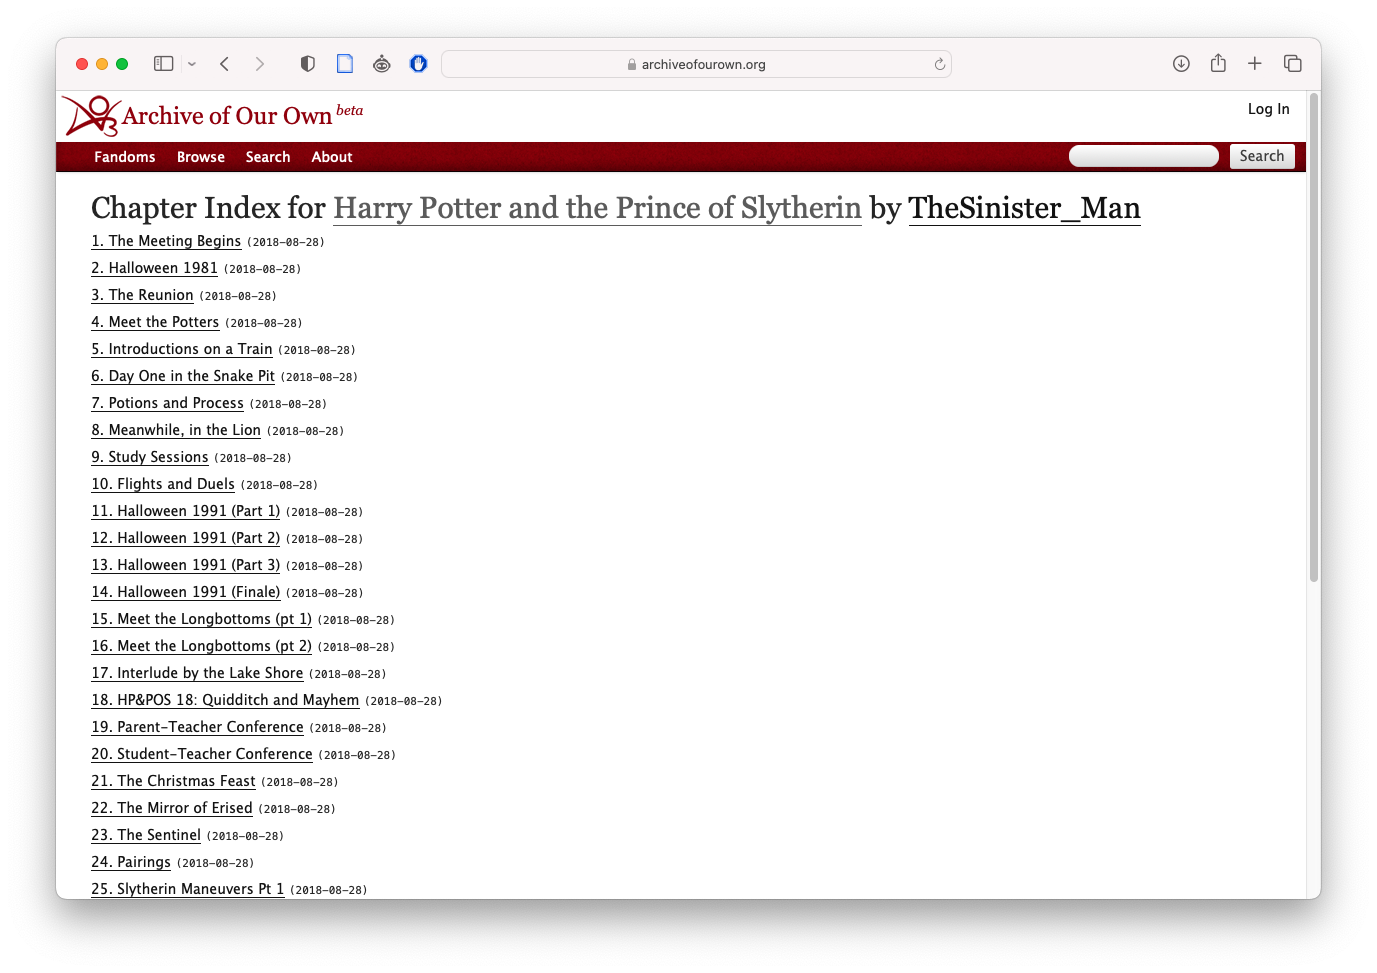 archiveofourown.org
Archive of Our Own beta
Log In
Fandoms Browse Search About Search
Chapter Index for Harry Potter and the Prince of Slytherin by TheSinister_Man
1. The Meeting Begins (2018-08-28)
2. Halloween 1981 (2018-08-28)
3. The Reunion (2018-08-28)
4. Meet the Potters (2018-08-28)
5. Introductions on a Train (2018-08-28)
6. Day One in the Snake Pit (2018-08-28)
7. Potions and Process (2018-08-28)
8. Meanwhile, in the Lion (2018-08-28)
9. Study Sessions (2018-08-28)
10. Flights and Duels (2018-08-28)
11. Halloween 1991 (Part 1) (2018-08-28)
12. Halloween 1991 (Part 2) (2018-08-28)
13. Halloween 1991 (Part 3) (2018-08-28)
14. Halloween 1991 (Finale) (2018-08-28)
15. Meet the Longbottoms (pt 1) (2018-08-28)
16. Meet the Longbottoms (pt 2) (2018-08-28)
17. Interlude by the Lake Shore (2018-08-28)
18. HP&POS 18: Quidditch and Mayhem (2018-08-28)
19. Parent-Teacher Conference (2018-08-28)
20. Student-Teacher Conference (2018-08-28)
21. The Christmas Feast (2018-08-28)
22. The Mirror of Erised (2018-08-28)
23. The Sentinel (2018-08-28)
24. Pairings (2018-08-28)
25. Slytherin Maneuvers Pt 1 (2018-08-28)